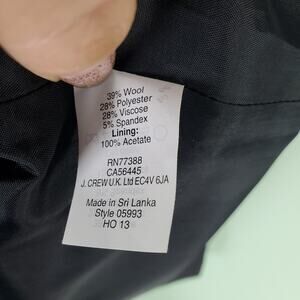 39% Wool
28% Polyester
28% Viscose
5% Spandex
Lining:
100% Acetate
RN77388
CA56445
J. CREW U.K. Ltd EC4V 6JA
Made in Sri Lanka
Style 05993
HO 13